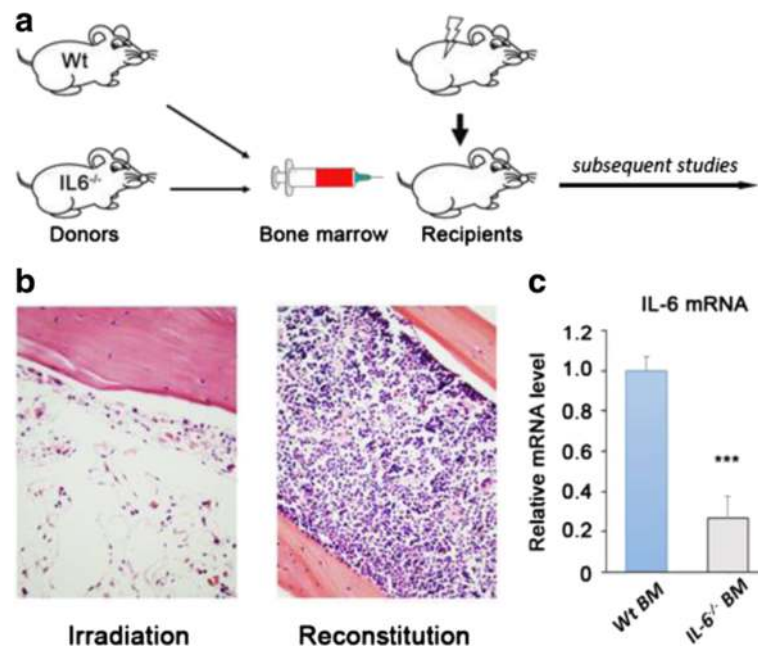 a
Wt
IL6-/-
subsequent studies
Donors
Bone marrow
Recipients
b
c
IL-6 mRNA
Relative mRNA level
1.2
1.0
0.8
0.6
0.4
0.2
0
***
Wt BM
IL-6-/- BM
Irradiation
Reconstitution